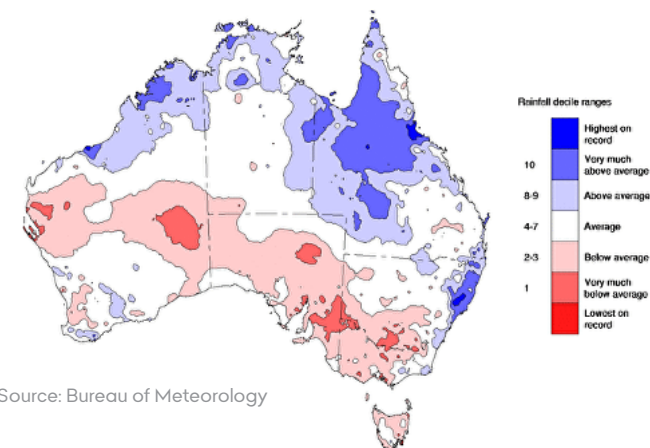 Rainfall decile ranges
Highest on
record
10
Very much
above average
8-9
Above average
4-7
Average
2-3
Below average
1
Very much
below average
Lowest on
record
Source: Bureau of Meteorology